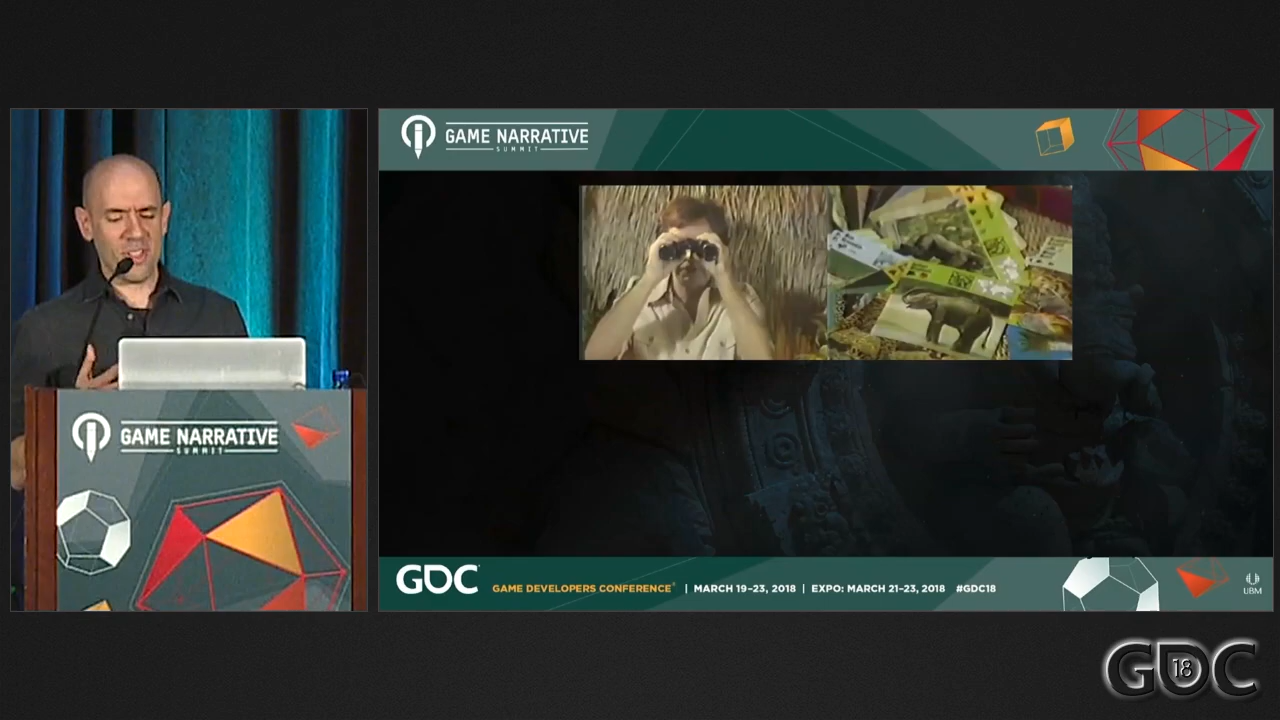 GAME NARRATIVE
SUMMIT
GAME NARRATIVE
SUMMIT
GDC
GAME DEVELOPERS CONFERENCE® | MARCH 19–23, 2018 | EXPO: MARCH 21–23, 2018 #GDC18
UBM
GDC
18